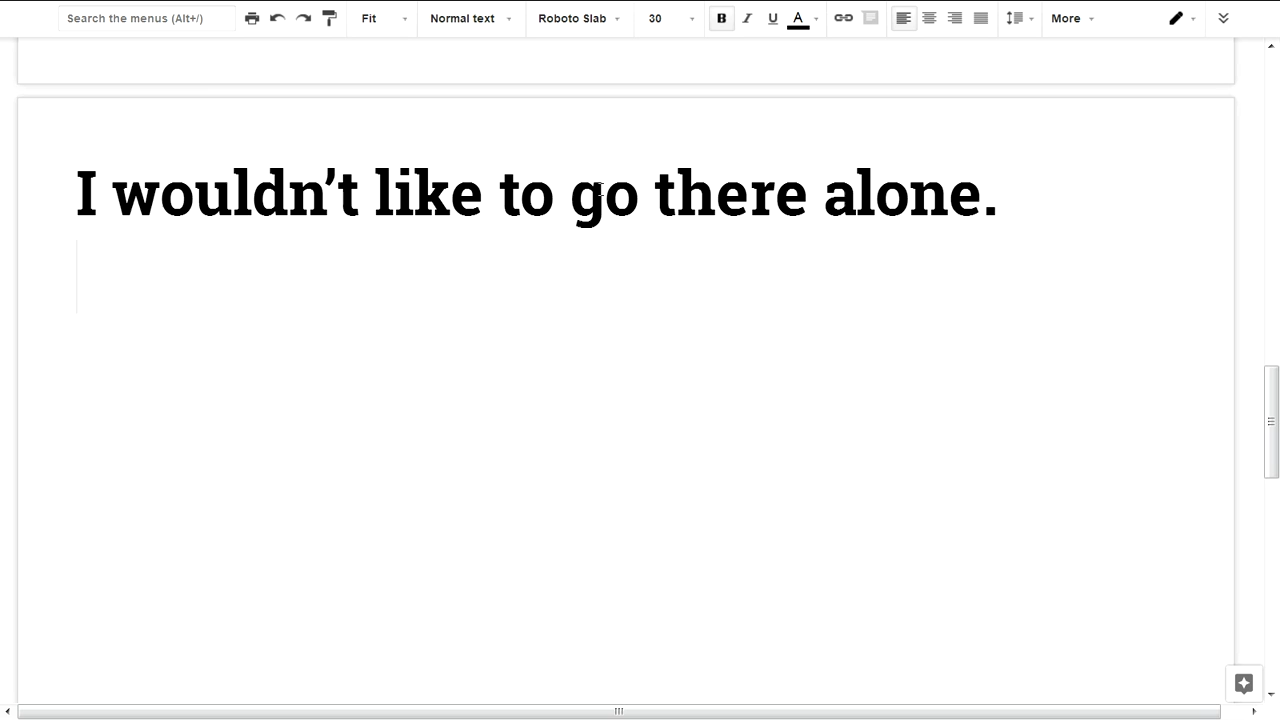 Search the menus (Alt+/) Fit Normal text Roboto Slab 30 B I U A More
I wouldn’t like to go there alone.